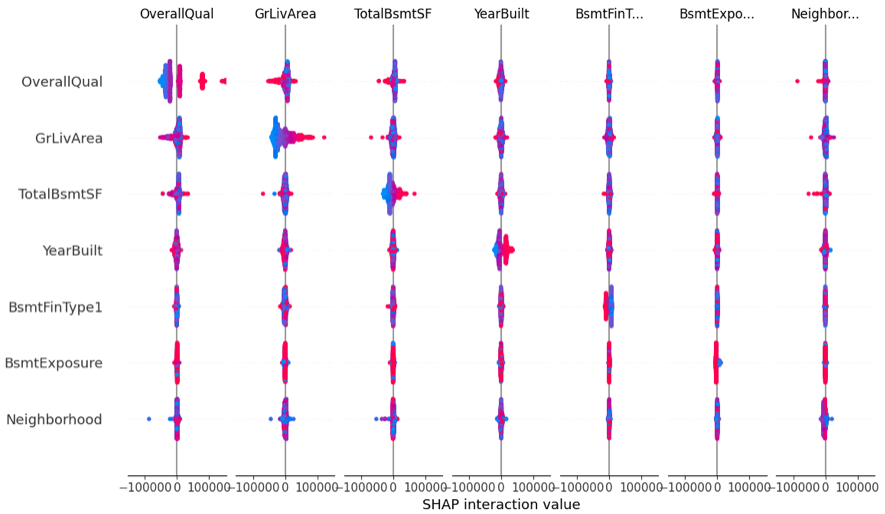 OverallQual GrLivArea TotalBsmtSF YearBuilt BsmtFinT... BsmtExpo... Neighbor...
OverallQual
GrLivArea
TotalBsmtSF
YearBuilt
BsmtFinType1
BsmtExposure
Neighborhood
−100000 0 100000 −100000 0 100000 −100000 0 100000 −100000 0 100000 −100000 0 100000 −100000 0 100000 −100000 0 100000
SHAP interaction value